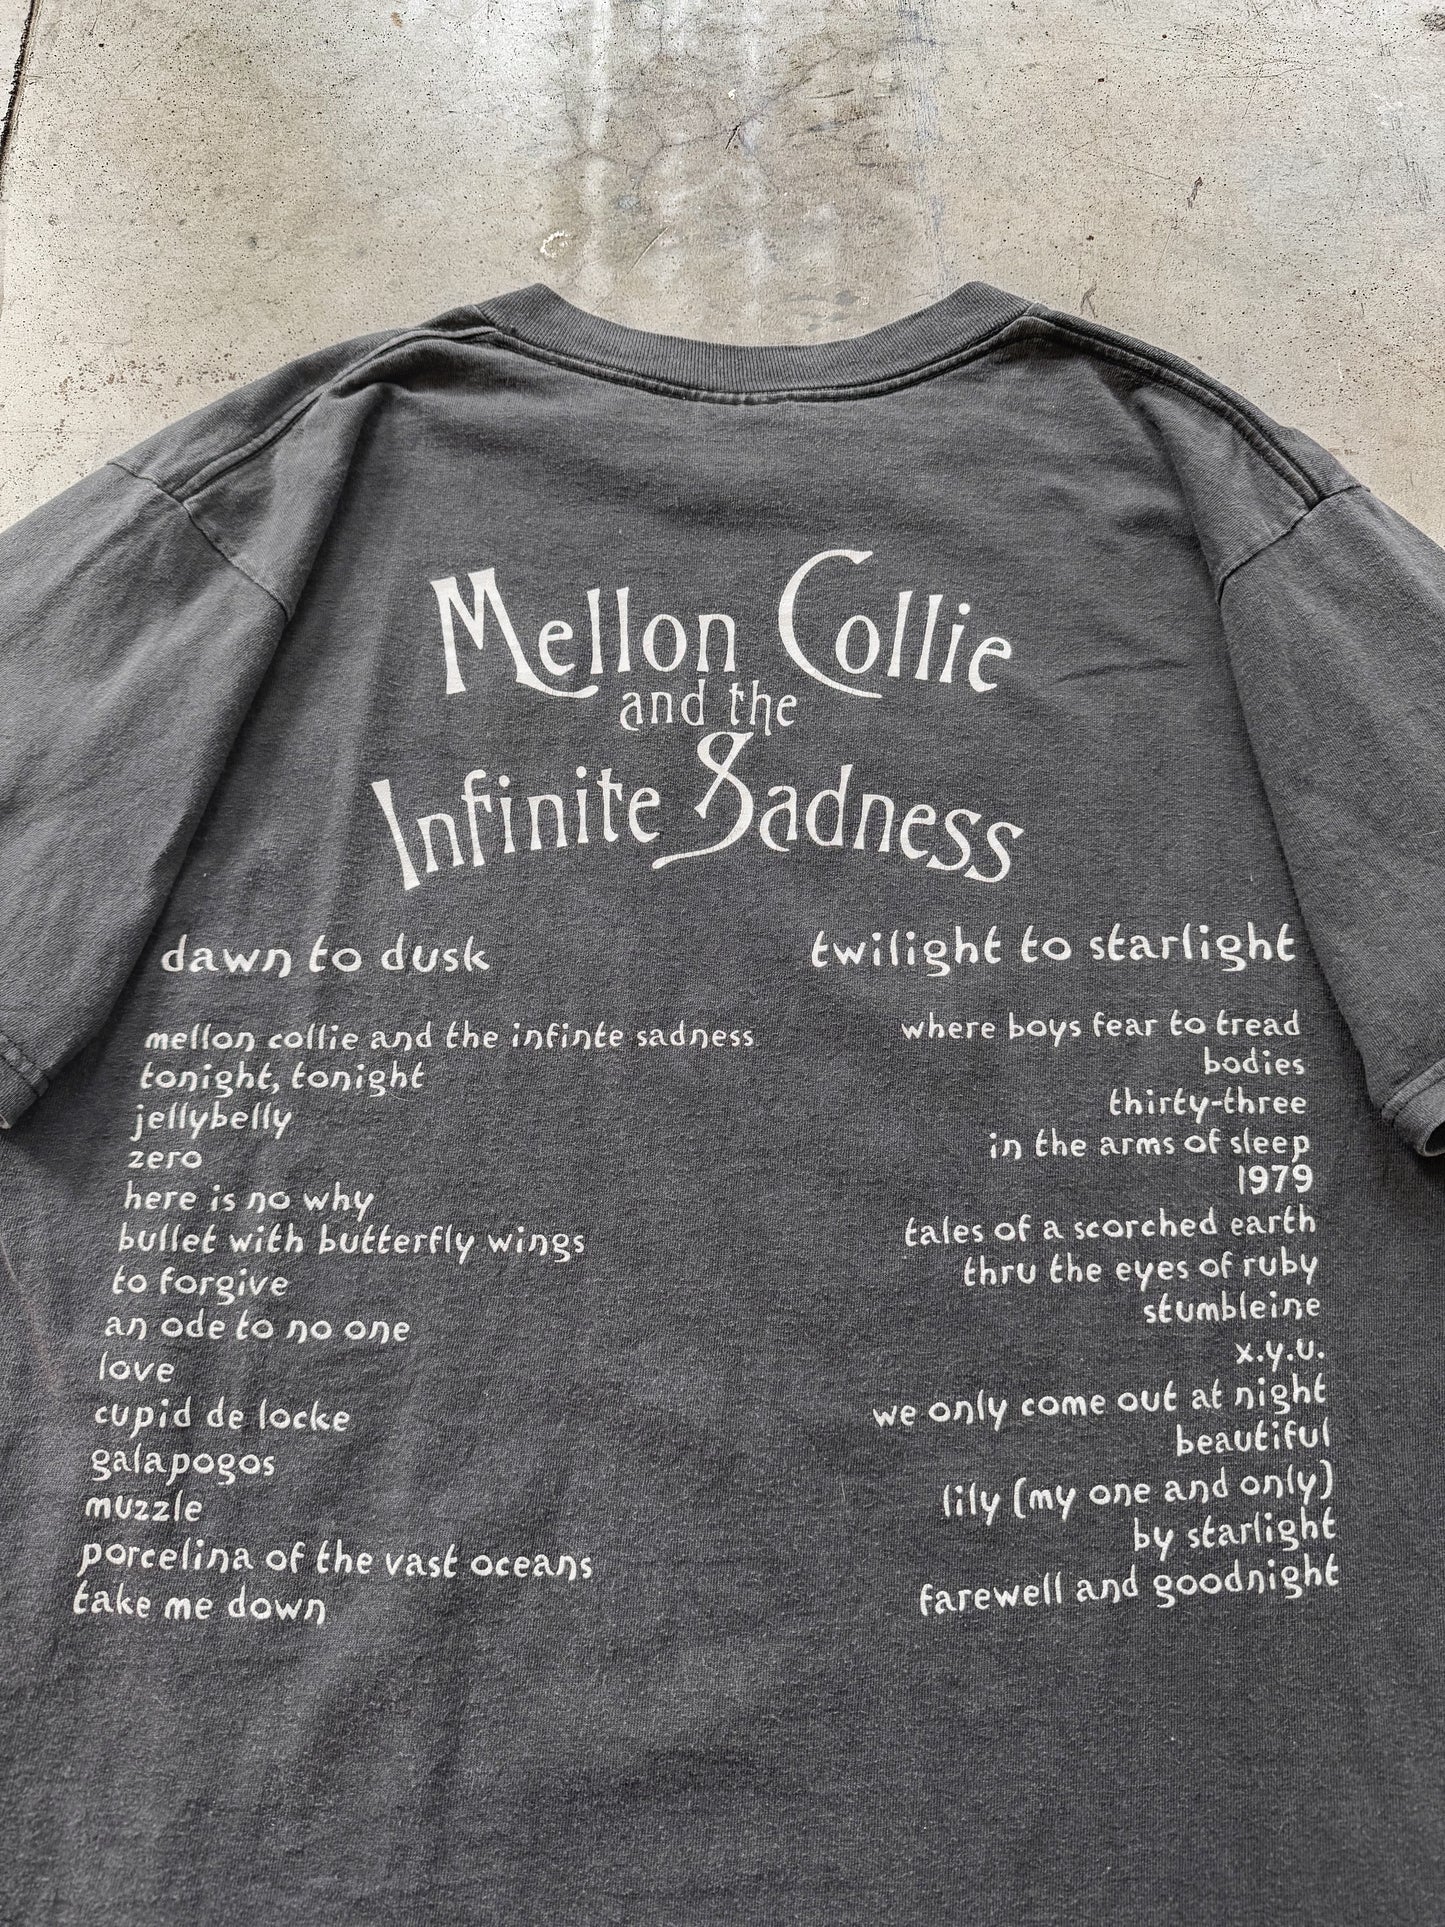 Mellon Collie
and the
Infinite Sadness
dawn to dusk
mellon collie and the infinte sadness
tonight, tonight
jellybelly
zero
here is no why
bullet with butterfly wings
to forgive
an ode to no one
love
cupid de locke
galapogos
muzzle
porcelina of the vast oceans
take me down
twilight to starlight
where boys fear to tread
bodies
thirty-three
in the arms of sleep
1979
tales of a scorched earth
thru the eyes of ruby
stumbleine
x.y.u.
we only come out at night
beautiful
lily (my one and only)
by starlight
farewell and goodnight